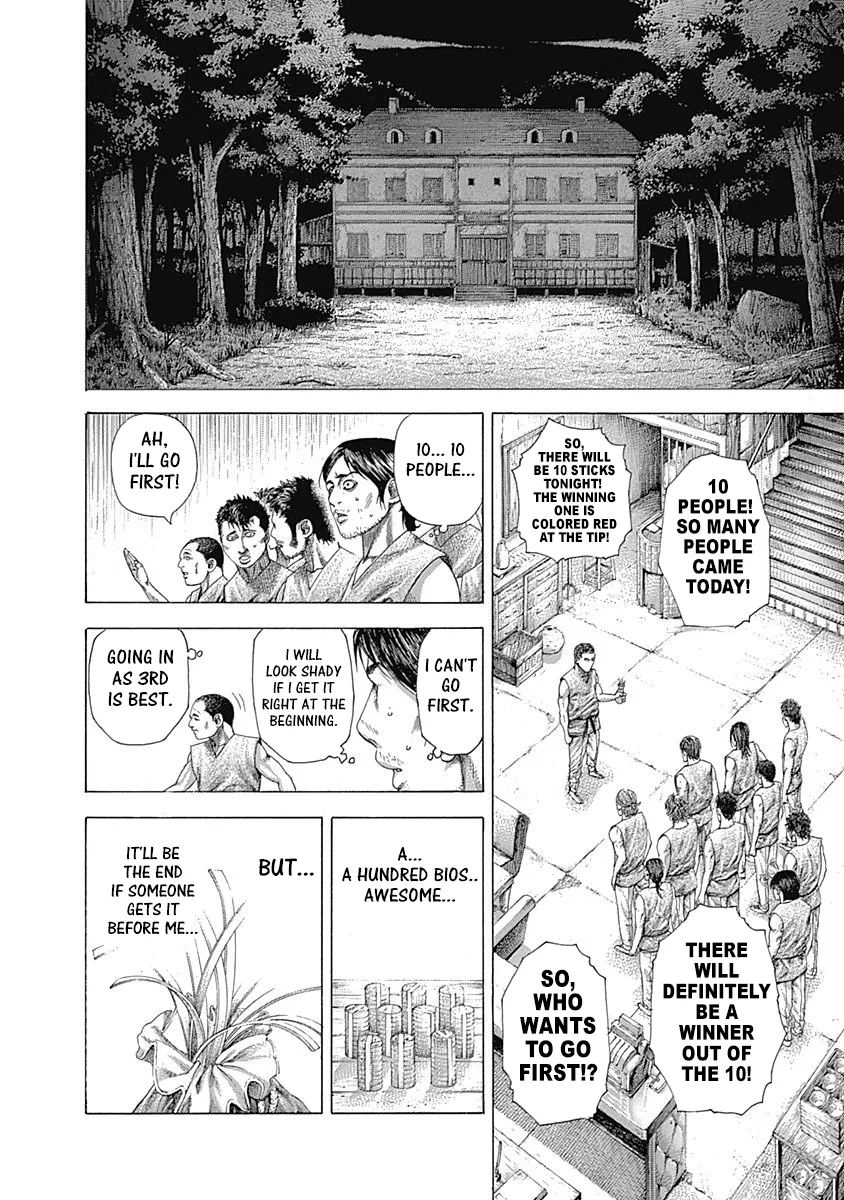 10
PEOPLE!
SO MANY
PEOPLE
CAME
TODAY!
SO,
THERE WILL
BE 10 STICKS
TONIGHT!
THE WINNING
ONE IS
COLORED RED
AT THE TIP!
THERE
WILL
DEFINITELY
BE A
WINNER
OUT OF
THE 10!
SO,
WHO
WANTS
TO GO
FIRST!?
10... 10
PEOPLE...
AH,
I'LL GO
FIRST!
I CAN'T
GO
FIRST.
I WILL
LOOK SHADY
IF I GET IT
RIGHT AT THE
BEGINNING.
GOING IN
AS 3RD
IS BEST.
A...
A HUNDRED BIOS..
AWESOME...
BUT...
IT'LL BE
THE END
IF SOMEONE
GETS IT
BEFORE ME...